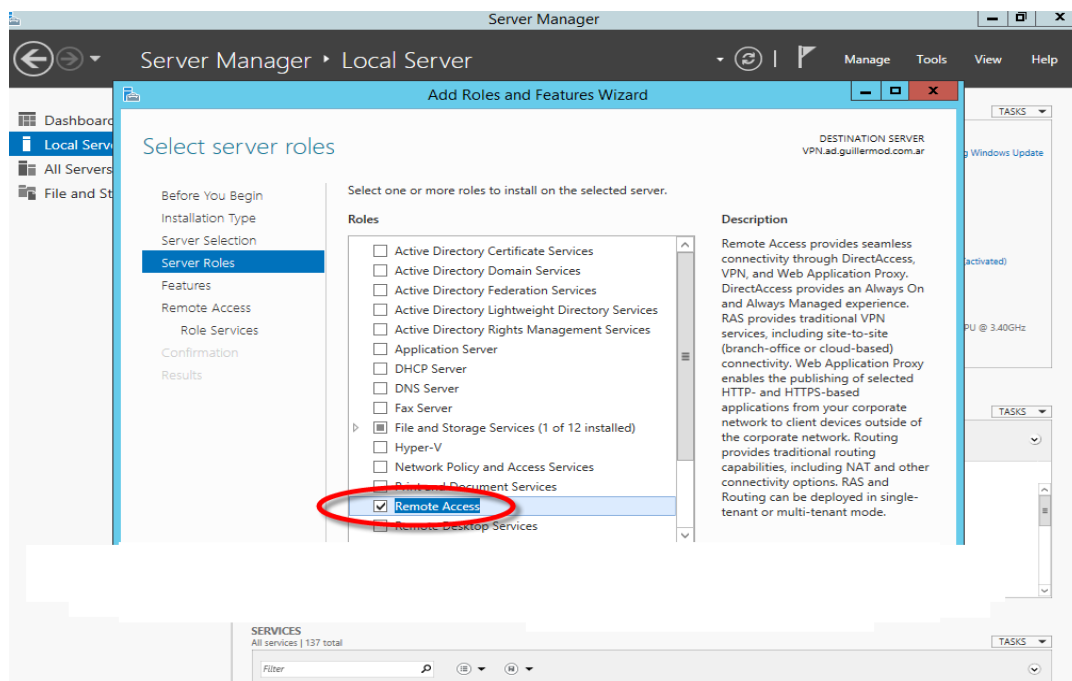 Server Manager
Server Manager • Local Server
Manage Tools View Help
Add Roles and Features Wizard
TASKS
Dashboard
Local Serv
All Servers
File and St
Select server roles
DESTINATION SERVER
VPN.ad.guillermod.com.ar
g Windows Update
Before You Begin
Installation Type
Server Selection
Server Roles
Features
Remote Access
Role Services
Confirmation
Results
Select one or more roles to install on the selected server.
Roles
Active Directory Certificate Services
Active Directory Domain Services
Active Directory Federation Services
Active Directory Lightweight Directory Services
Active Directory Rights Management Services
Application Server
DHCP Server
DNS Server
Fax Server
File and Storage Services (1 of 12 installed)
Hyper-V
Network Policy and Access Services
Print and Document Services
Remote Access
Remote Desktop Services
Description
Remote Access provides seamless
connectivity through DirectAccess,
VPN, and Web Application Proxy.
DirectAccess provides an Always On
and Always Managed experience.
RAS provides traditional VPN
services, including site-to-site
(branch-office or cloud-based)
connectivity. Web Application Proxy
enables the publishing of selected
HTTP- and HTTPS-based
applications from your corporate
network to client devices outside of
the corporate network. Routing
provides traditional routing
capabilities, including NAT and other
connectivity options. RAS and
Routing can be deployed in single-
tenant or multi-tenant mode.
(activated)
PU @ 3.40GHz
TASKS
SERVICES
All services | 137 total
TASKS
Filter